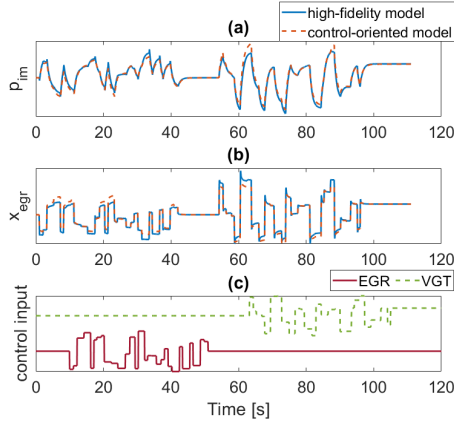 (a)
high-fidelity model
control-oriented model
p_im
0 20 40 60 80 100 120
(b)
x_egr
0 20 40 60 80 100 120
(c)
EGR VGT
control input
0 20 40 60 80 100 120
Time [s]